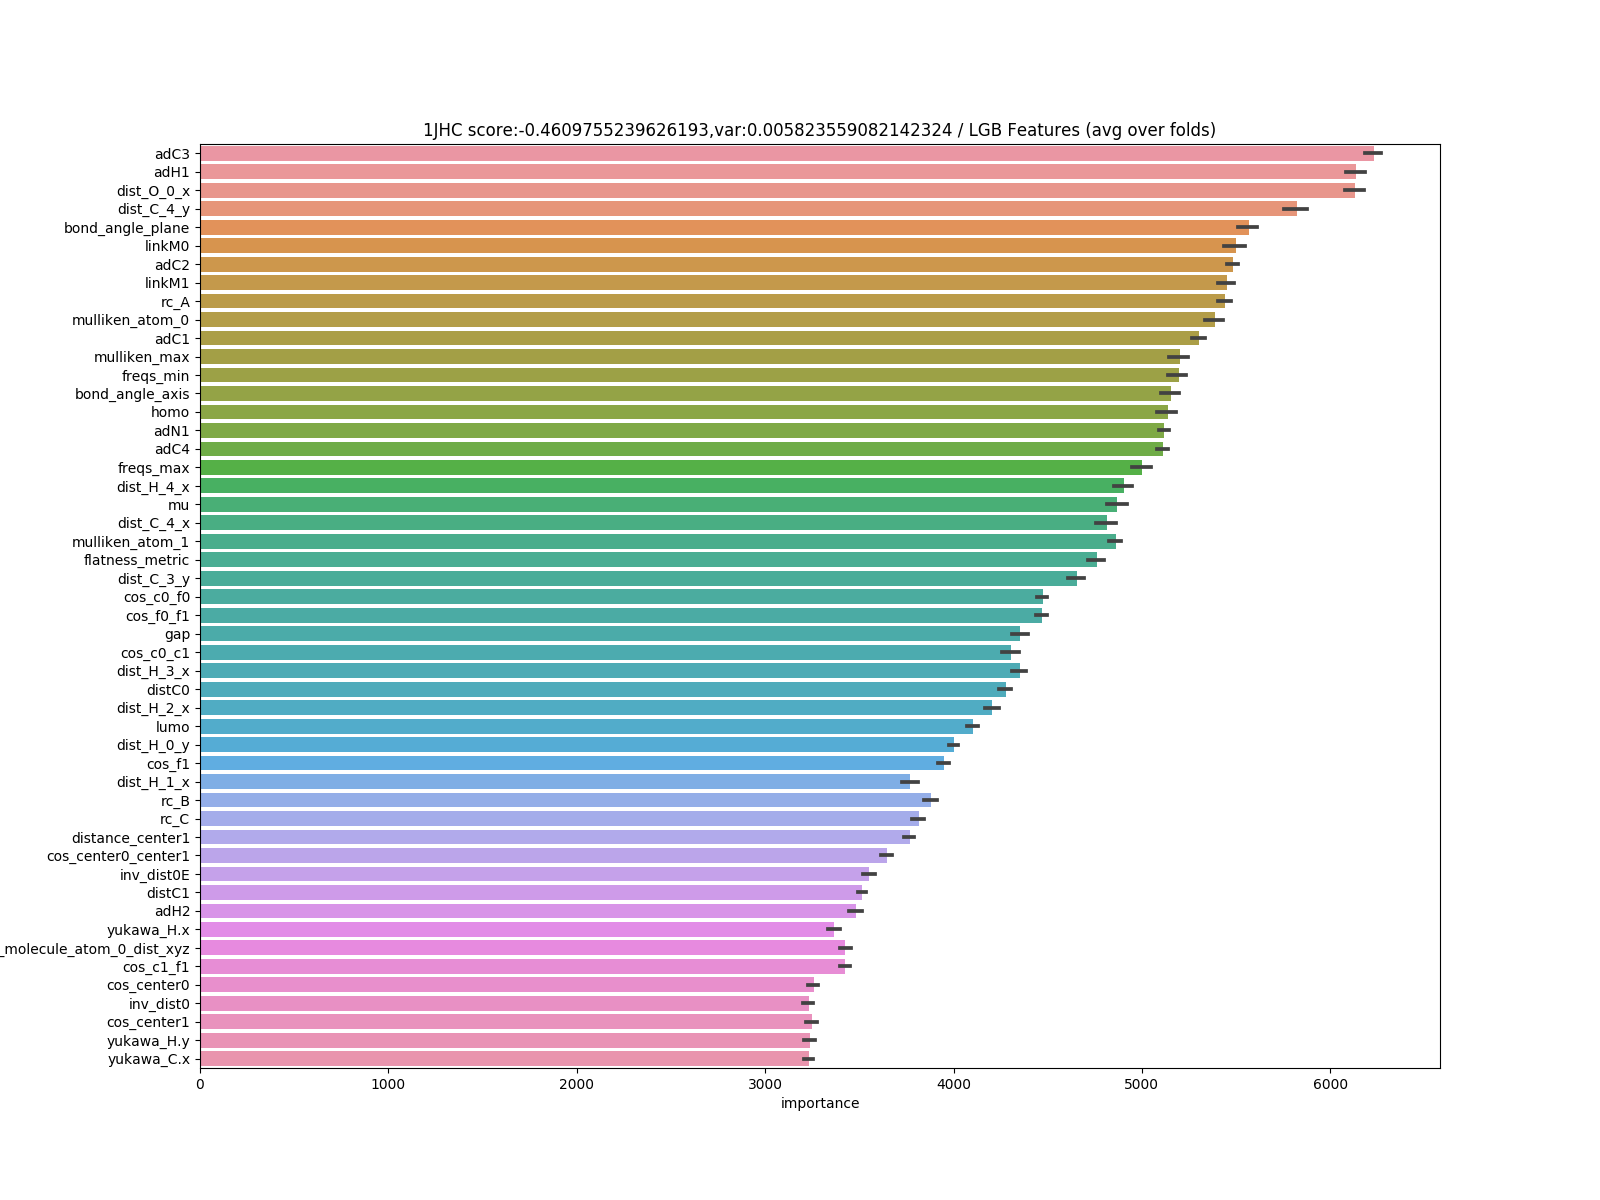 1JHC score:-0.4609755239626193,var:0.005823559082142324 / LGB Features (avg over folds)
adC3
adH1
dist_O_0_x
dist_C_4_y
bond_angle_plane
linkM0
adC2
linkM1
rc_A
mulliken_atom_0
adC1
mulliken_max
freqs_min
bond_angle_axis
homo
adN1
adC4
freqs_max
dist_H_4_x
mu
dist_C_4_x
mulliken_atom_1
flatness_metric
dist_C_3_y
cos_c0_f0
cos_f0_f1
gap
cos_c0_c1
dist_H_3_x
distC0
dist_H_2_x
lumo
dist_H_0_y
cos_f1
dist_H_1_x
rc_B
rc_C
distance_center1
cos_center0_center1
inv_dist0E
distC1
adH2
yukawa_H.x
_molecule_atom_0_dist_xyz
cos_c1_f1
cos_center0
inv_dist0
cos_center1
yukawa_H.y
yukawa_C.x
0 1000 2000 3000 4000 5000 6000
importance